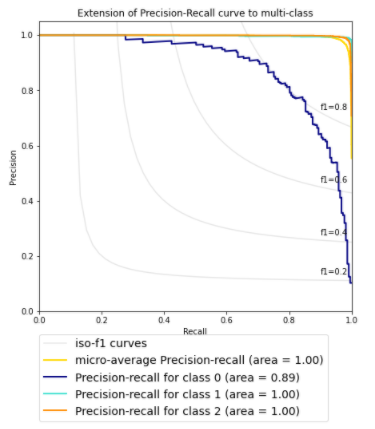 Extension of Precision-Recall curve to multi-class
1.0
0.8
0.6
0.4
0.2
0.0
Precision
f1=0.8
f1=0.6
f1=0.4
f1=0.2
0.0 0.2 0.4 0.6 0.8 1.0
Recall
iso-f1 curves
micro-average Precision-recall (area = 1.00)
Precision-recall for class 0 (area = 0.89)
Precision-recall for class 1 (area = 1.00)
Precision-recall for class 2 (area = 1.00)